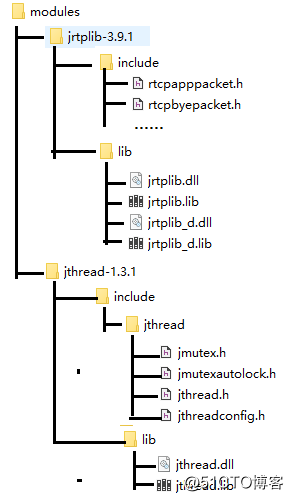 modules
jrtplib-3.9.1
include
rtcpapppacket.h
rtcpbyepacket.h
......
lib
jrtplib.dll
jrtplib.lib
jrtplib_d.dll
jrtplib_d.lib
jthread-1.3.1
include
jthread
jmutex.h
jmutexautolock.h
jthread.h
jthreadconfig.h
lib
jthread.dll
jthread.lib
@51CTO博客